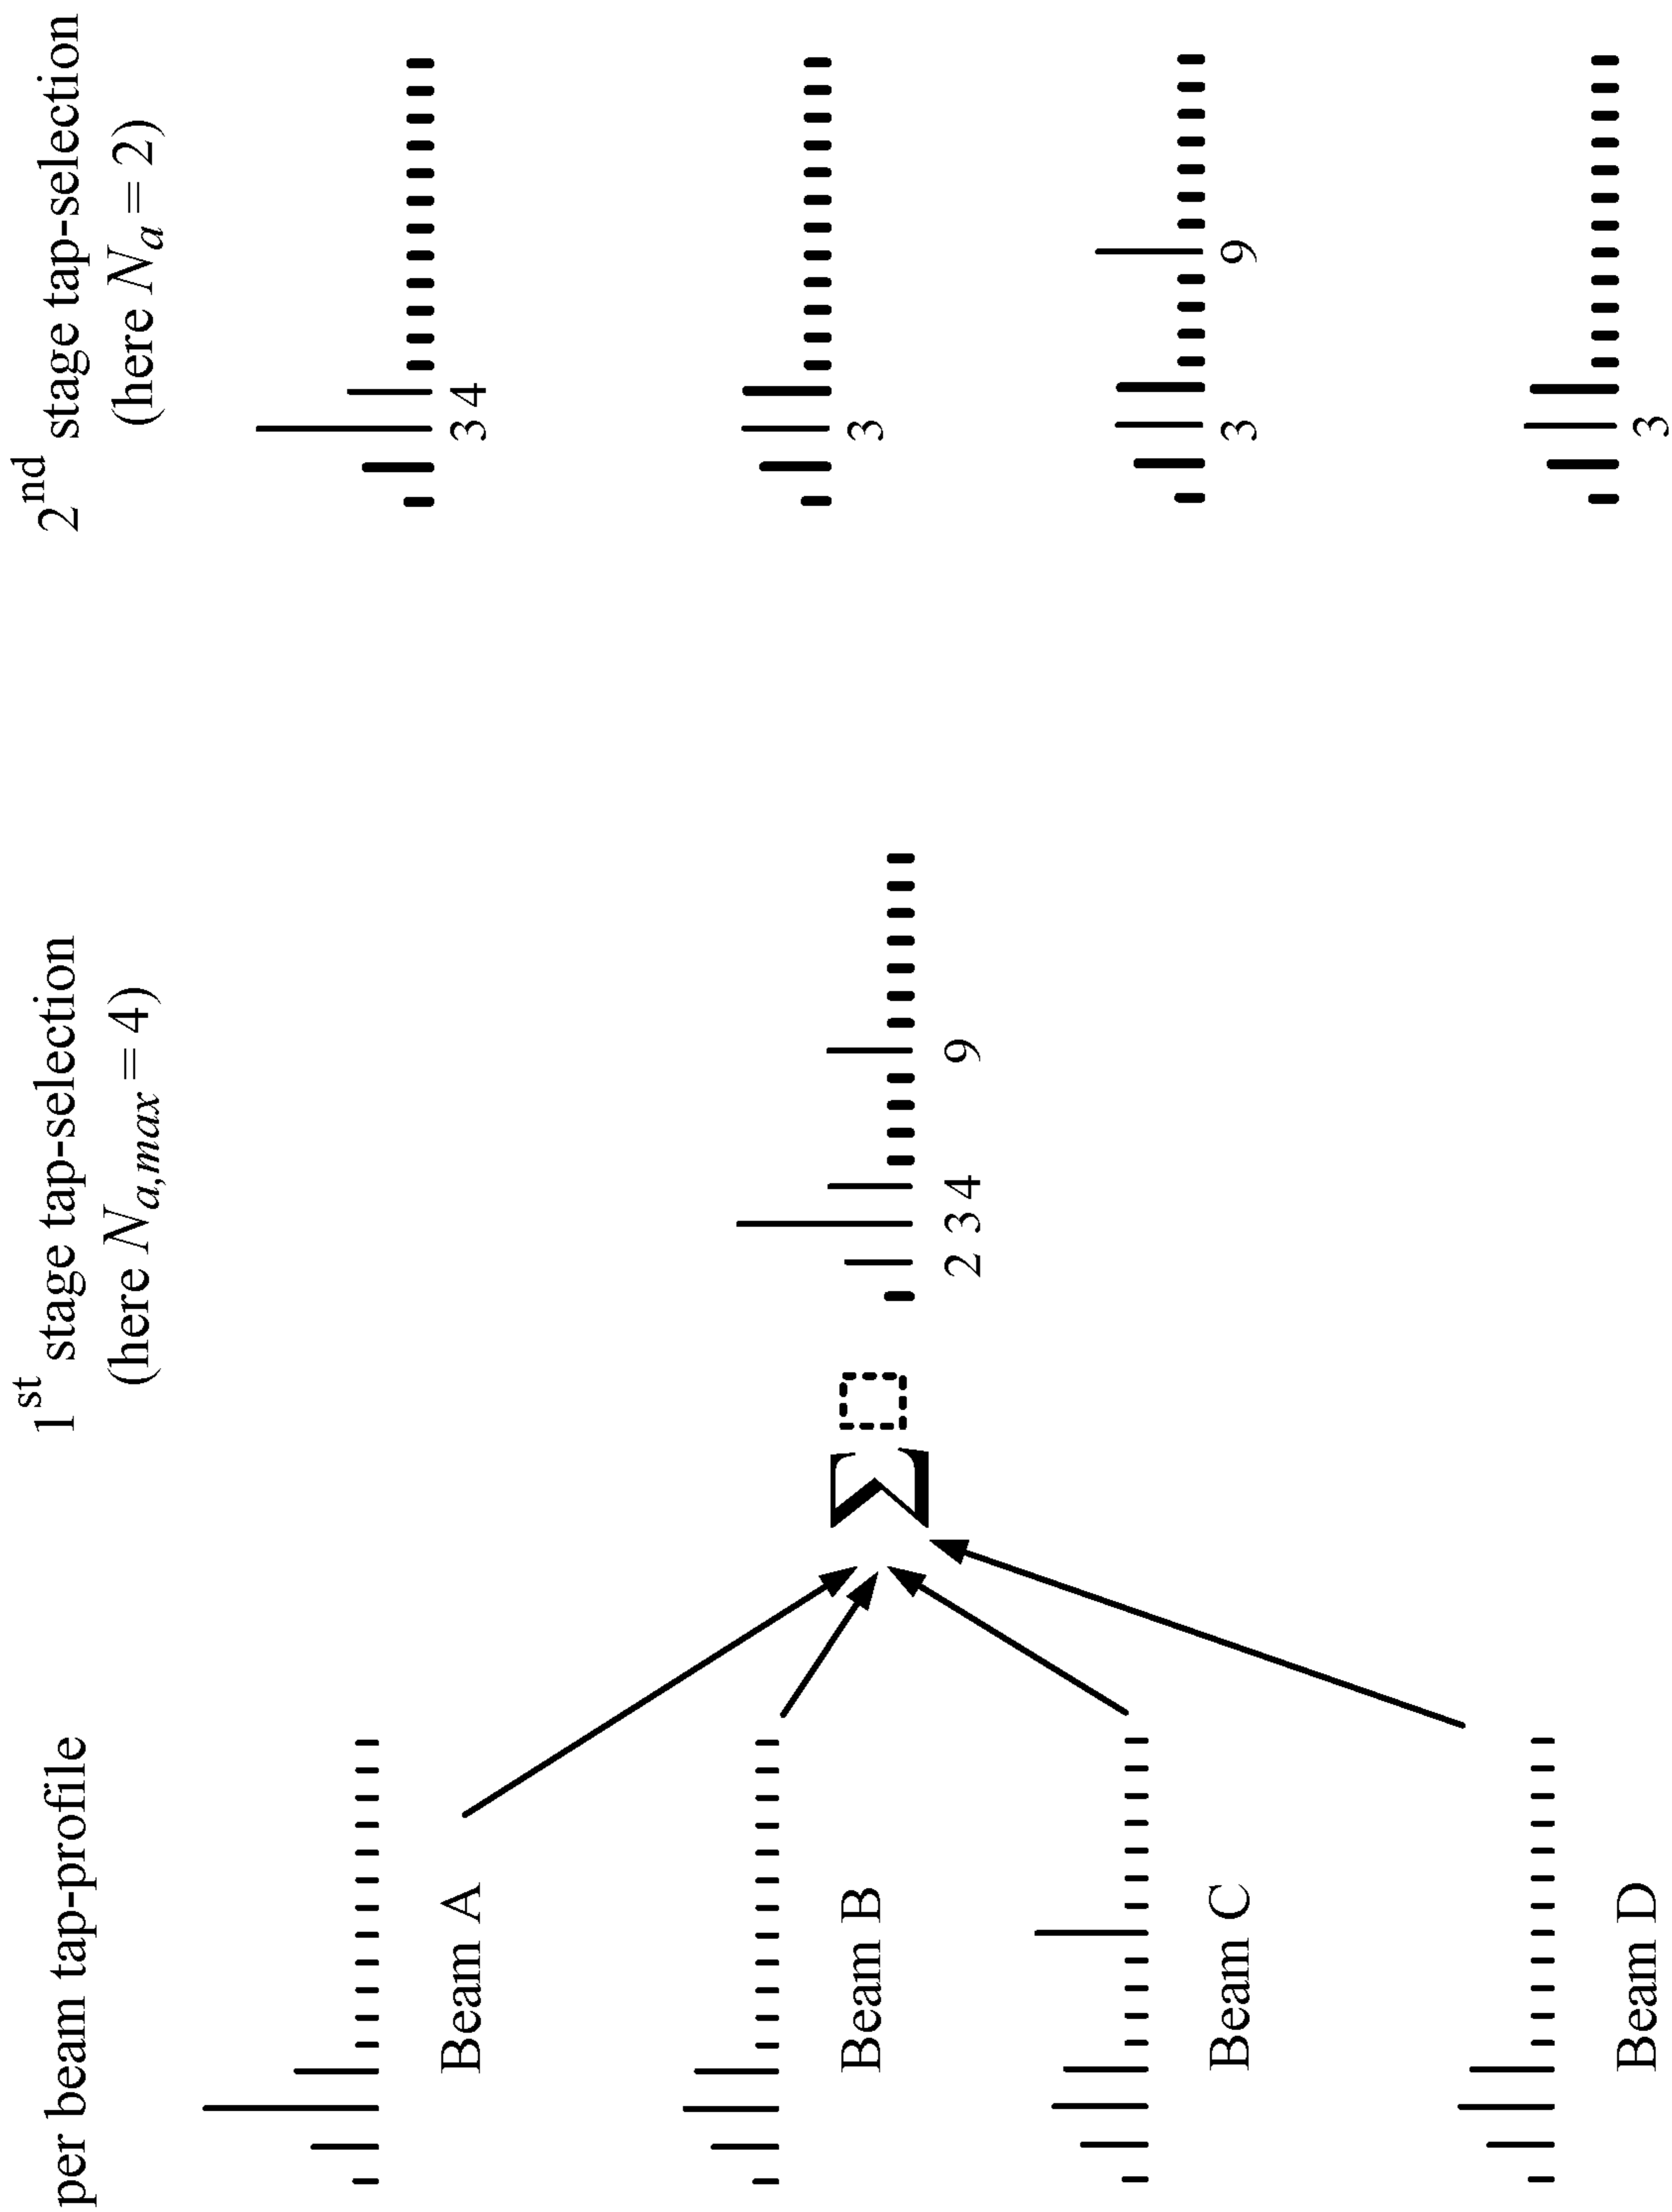 per beam tap-profile
Beam A
Beam B
Beam C
Beam D
1st stage tap-selection
(here Na,max = 4)
Σ
2 3 4 9
2nd stage tap-selection
(here Na = 2)
3 4
3
3 9
3